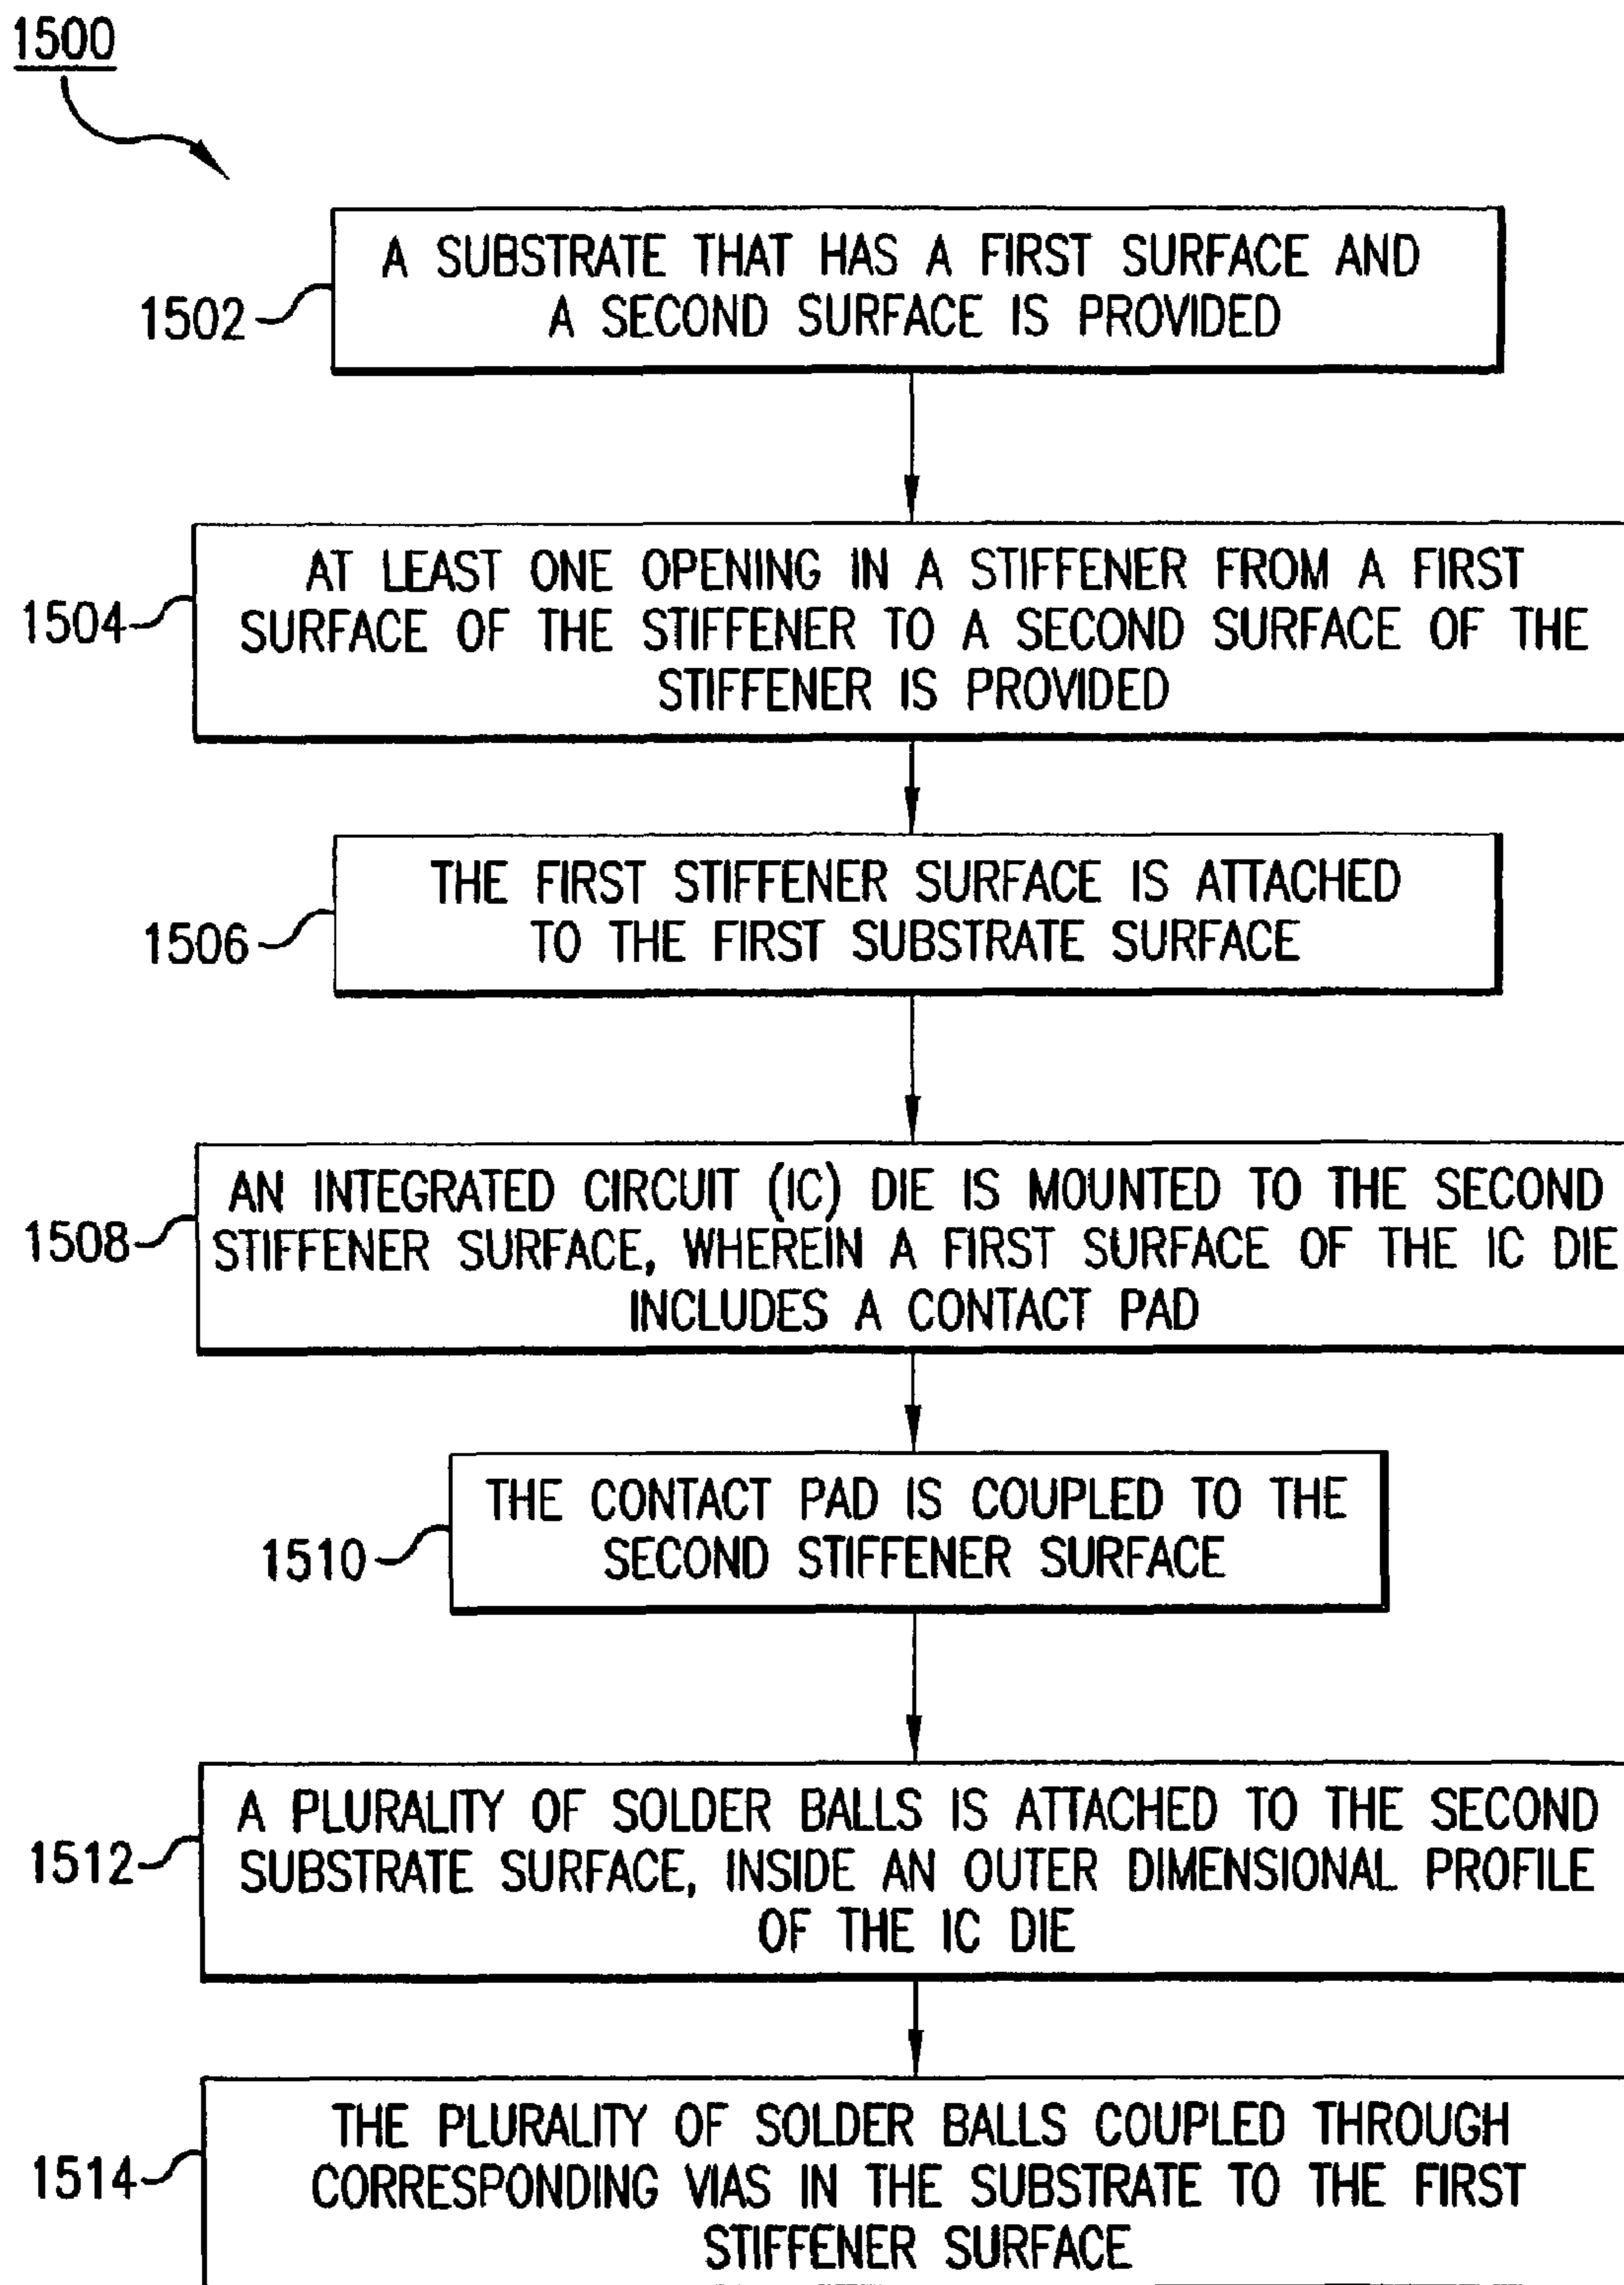 1500
1502
A SUBSTRATE THAT HAS A FIRST SURFACE AND
A SECOND SURFACE IS PROVIDED
1504
AT LEAST ONE OPENING IN A STIFFENER FROM A FIRST
SURFACE OF THE STIFFENER TO A SECOND SURFACE OF THE
STIFFENER IS PROVIDED
1506
THE FIRST STIFFENER SURFACE IS ATTACHED
TO THE FIRST SUBSTRATE SURFACE
1508
AN INTEGRATED CIRCUIT (IC) DIE IS MOUNTED TO THE SECOND
STIFFENER SURFACE, WHEREIN A FIRST SURFACE OF THE IC DIE
INCLUDES A CONTACT PAD
1510
THE CONTACT PAD IS COUPLED TO THE
SECOND STIFFENER SURFACE
1512
A PLURALITY OF SOLDER BALLS IS ATTACHED TO THE SECOND
SUBSTRATE SURFACE, INSIDE AN OUTER DIMENSIONAL PROFILE
OF THE IC DIE
1514
THE PLURALITY OF SOLDER BALLS COUPLED THROUGH
CORRESPONDING VIAS IN THE SUBSTRATE TO THE FIRST
STIFFENER SURFACE